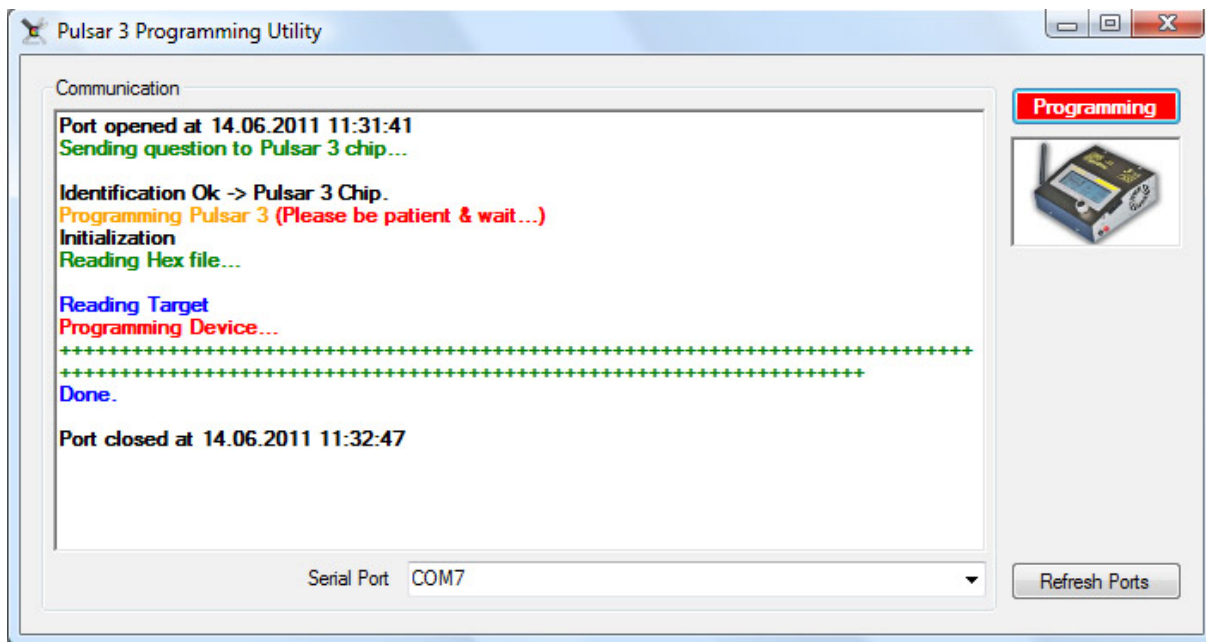 Pulsar 3 Programming Utility
Communication
Port opened at 14.06.2011 11:31:41
Sending question to Pulsar 3 chip...
Identification Ok -> Pulsar 3 Chip.
Programming Pulsar 3 (Please be patient & wait...)
Initialization
Reading Hex file...
Reading Target
Programming Device...
+++++++++++++++++++++++++++++++++++++++++++++++++++++++++++++++++++++++++++
++++++++++++++++++++++++++++++++++++++++++++++++++++++++++++++++++
Done.
Port closed at 14.06.2011 11:32:47
Serial Port COM7
Programming
Refresh Ports